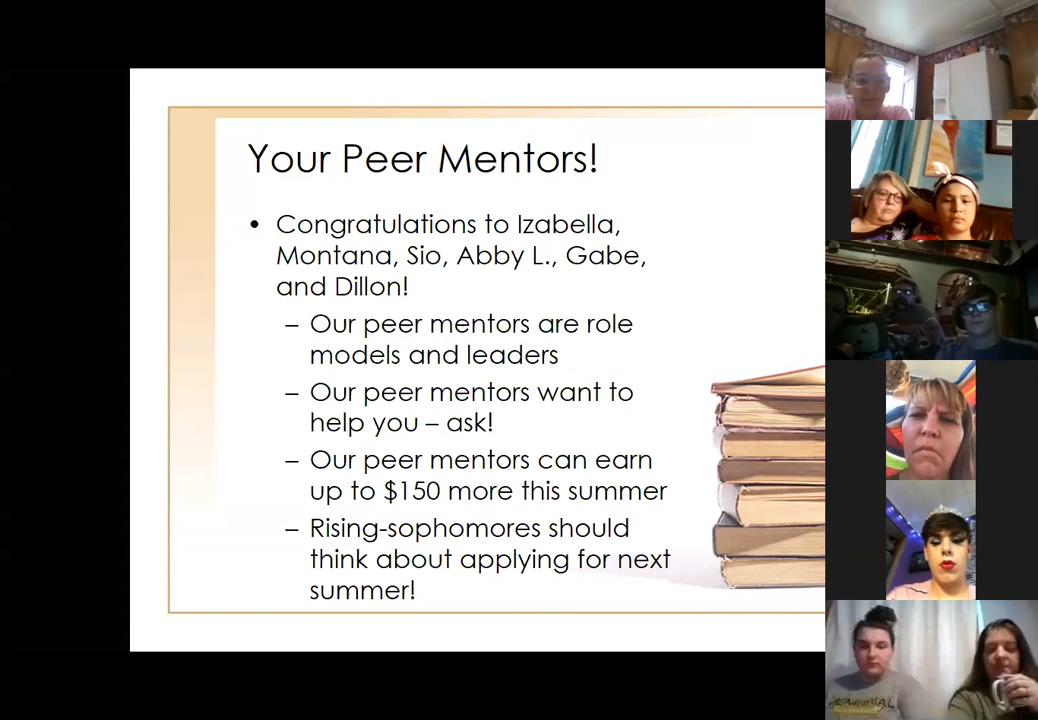 Your Peer Mentors!
• Congratulations to Izabella,
Montana, Sio, Abby L., Gabe,
and Dillon!
– Our peer mentors are role
models and leaders
– Our peer mentors want to
help you – ask!
– Our peer mentors can earn
up to $150 more this summer
– Rising-sophomores should
think about applying for next
summer!